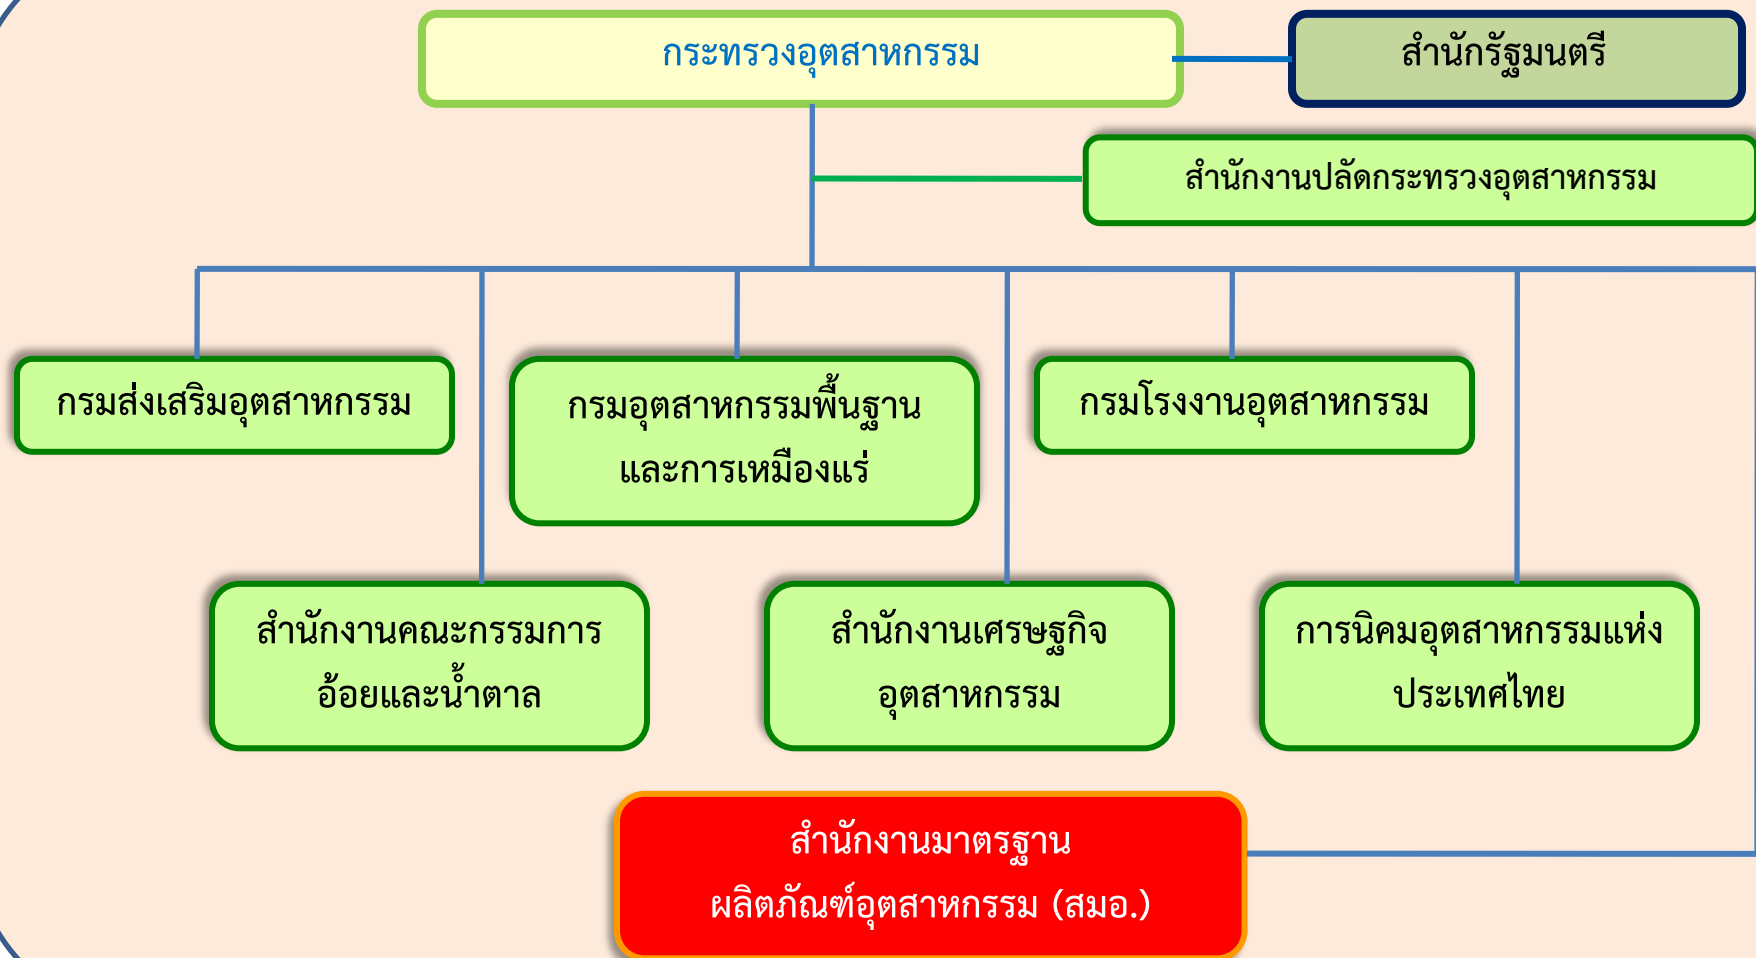 กระทรวงอุตสาหกรรม
สำนักรัฐมนตรี
สำนักงานปลัดกระทรวงอุตสาหกรรม
กรมส่งเสริมอุตสาหกรรม
กรมอุตสาหกรรมพื้นฐาน
และการเหมืองแร่
กรมโรงงานอุตสาหกรรม
สำนักงานคณะกรรมการ
อ้อยและน้ำตาล
สำนักงานเศรษฐกิจ
อุตสาหกรรม
การนิคมอุตสาหกรรมแห่ง
ประเทศไทย
สำนักงานมาตรฐาน
ผลิตภัณฑ์อุตสาหกรรม (สมอ.)